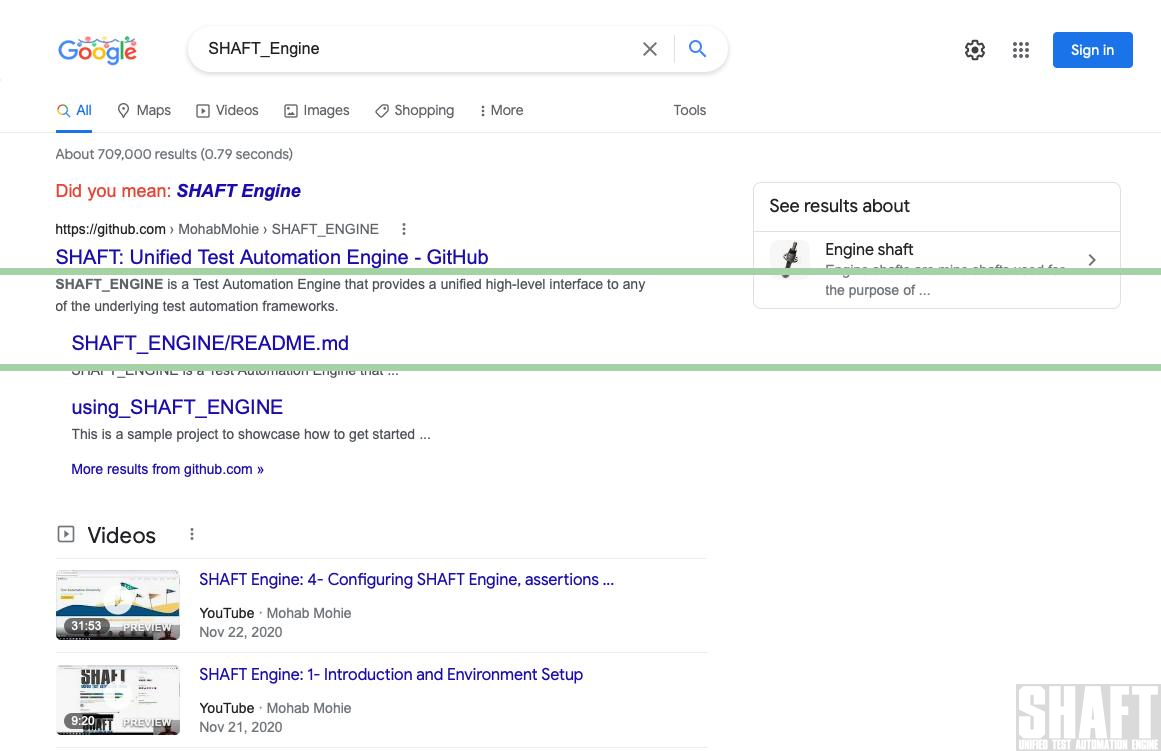 Google
SHAFT_Engine
Sign in
All
Maps
Videos
Images
Shopping
More
Tools
About 709,000 results (0.79 seconds)
Did you mean: SHAFT Engine
https://github.com › MohabMohie › SHAFT_ENGINE
SHAFT: Unified Test Automation Engine - GitHub
SHAFT_ENGINE is a Test Automation Engine that provides a unified high-level interface to any
of the underlying test automation frameworks.
SHAFT_ENGINE/README.md
SHAFT_ENGINE is a Test Automation Engine that ...
using_SHAFT_ENGINE
This is a sample project to showcase how to get started ...
More results from github.com »
See results about
Engine shaft
Engine shafts are mine shafts used for
the purpose of ...
Videos
31:53
PREVIEW
SHAFT Engine: 4- Configuring SHAFT Engine, assertions ...
YouTube · Mohab Mohie
Nov 22, 2020
SHAFT
9:20
PREVIEW
SHAFT Engine: 1- Introduction and Environment Setup
YouTube · Mohab Mohie
Nov 21, 2020
SHAFT
UNIFIED TEST AUTOMATION ENGINE